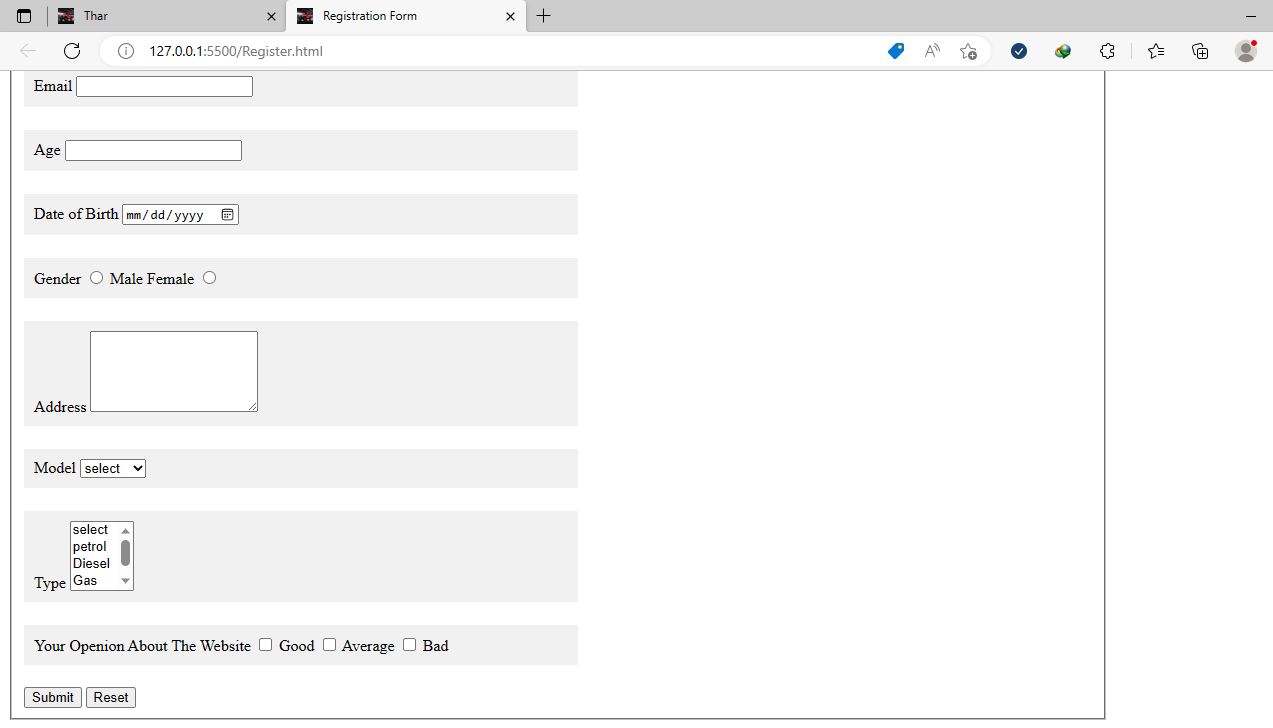 Thar
Registration Form
127.0.0.1:5500/Register.html
Email
Age
Date of Birth mm/dd/yyyy
Gender Male Female
Address
Model select
select
petrol
Diesel
Gas
Type
Your Openion About The Website Good Average Bad
Submit Reset